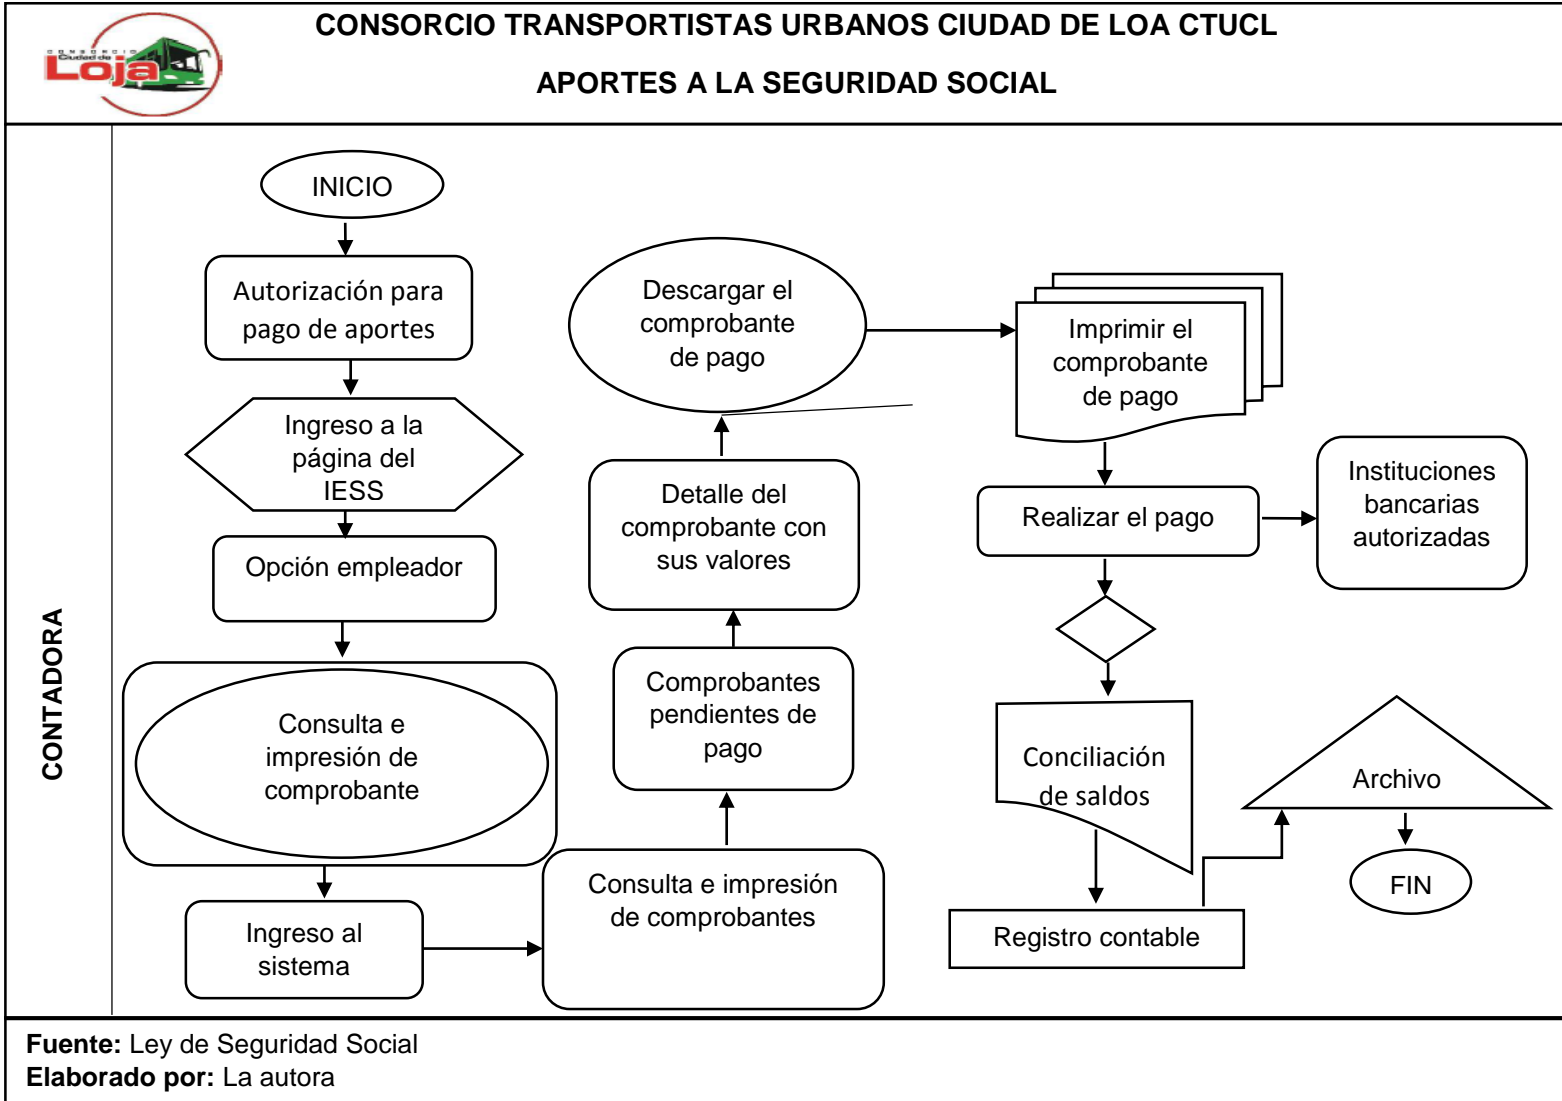 CONSORCIO TRANSPORTISTAS URBANOS CIUDAD DE LOA CTUCL
APORTES A LA SEGURIDAD SOCIAL
CONSORCIO
Ciudad de
Loja
CONTADORA
INICIO
Autorización para
pago de aportes
Ingreso a la
página del
IESS
Opción empleador
Consulta e
impresión de
comprobante
Ingreso al
sistema
Consulta e impresión
de comprobantes
Comprobantes
pendientes de
pago
Detalle del
comprobante con
sus valores
Descargar el
comprobante
de pago
Imprimir el
comprobante
de pago
Realizar el pago
Instituciones
bancarias
autorizadas
Conciliación
de saldos
Registro contable
Archivo
FIN
Fuente: Ley de Seguridad Social
Elaborado por: La autora